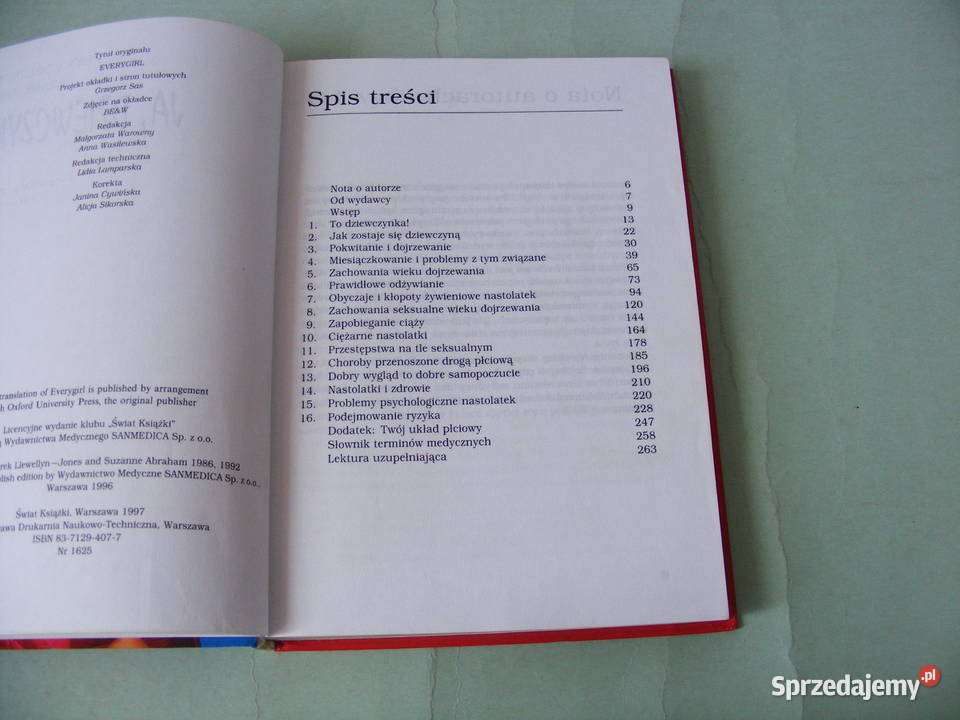 Tytuł oryginału
EVERYGIRL
Projekt okładki i stron tutułowych
Grzegorz Sas
Zdjęcie na okładce
BE&W
Redakcja
Małgorzata Warowny
Anna Wasilewska
Redakcja techniczna
Lidia Lamparska
Korekta
Janina Cywińska
Alicja Sikorska
translation of Everygirl is published by arrangement
Oxford University Press, the original publisher
Licencyjne wydanie klubu „Świat Książki"
Wydawnictwa Medycznego SANMEDICA Sp. z o.o.
Llewellyn—Jones and Suzanne Abraham 1986, 1992
edition by Wydawnictwo Medyczne SANMEDICA Sp. z o.o.,
Warszawa 1996
Świat Książki, Warszawa 1997
Drukarnia Naukowo-Techniczna, Warszawa
ISBN 83-7129-407-7
Nr 1625
Spis treści
Nota o autorze 6
Od wydawcy 7
Wstęp 9
1. To dziewczynka! 13
2. Jak zostaje się dziewczyną 22
3. Pokwitanie i dojrzewanie 30
4. Miesiączkowanie i problemy z tym związane 39
5. Zachowania wieku dojrzewania 65
6. Prawidłowe odżywianie 73
7. Obyczaje i kłopoty żywieniowe nastolatek 94
8. Zachowania seksualne wieku dojrzewania 120
9. Zapobieganie ciąży 144
10. Ciężarne nastolatki 164
11. Przestępstwa na tle seksualnym 178
12. Choroby przenoszone drogą płciową 185
13. Dobry wygląd to dobre samopoczucie 196
14. Nastolatki i zdrowie 210
15. Problemy psychologiczne nastolatek 220
16. Podejmowanie ryzyka 228
Dodatek: Twój układ płciowy 247
Słownik terminów medycznych 258
Lektura uzupełniająca 263
Sprzedajemy.pl